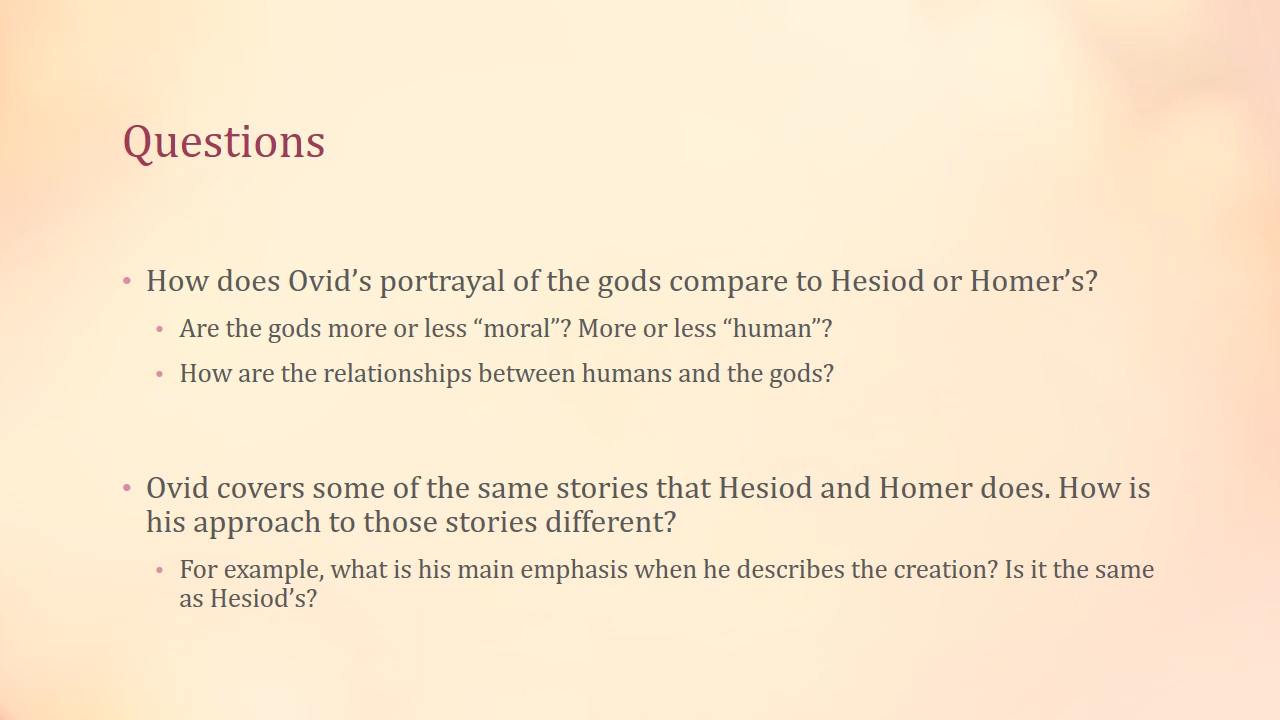 Questions
• How does Ovid’s portrayal of the gods compare to Hesiod or Homer’s?
• Are the gods more or less “moral”? More or less “human”?
• How are the relationships between humans and the gods?
• Ovid covers some of the same stories that Hesiod and Homer does. How is
his approach to those stories different?
• For example, what is his main emphasis when he describes the creation? Is it the same
as Hesiod’s?